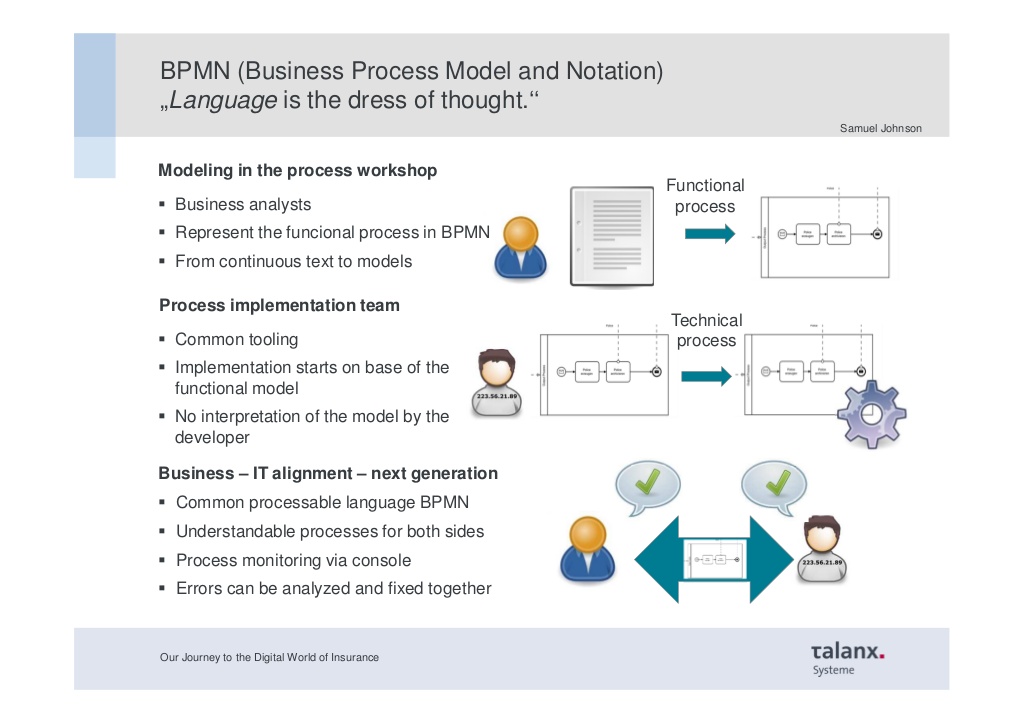 BPMN (Business Process Model and Notation)
„Language is the dress of thought.“
Samuel Johnson
Modeling in the process workshop
▪ Business analysts
▪ Represent the funcional process in BPMN
▪ From continuous text to models
Functional
process
Process implementation team
▪ Common tooling
▪ Implementation starts on base of the
functional model
▪ No interpretation of the model by the
developer
Technical
process
223.56.21.89
Business – IT alignment – next generation
▪ Common processable language BPMN
▪ Understandable processes for both sides
▪ Process monitoring via console
▪ Errors can be analyzed and fixed together
223.56.21.89
Our Journey to the Digital World of Insurance
talanx.
Systeme